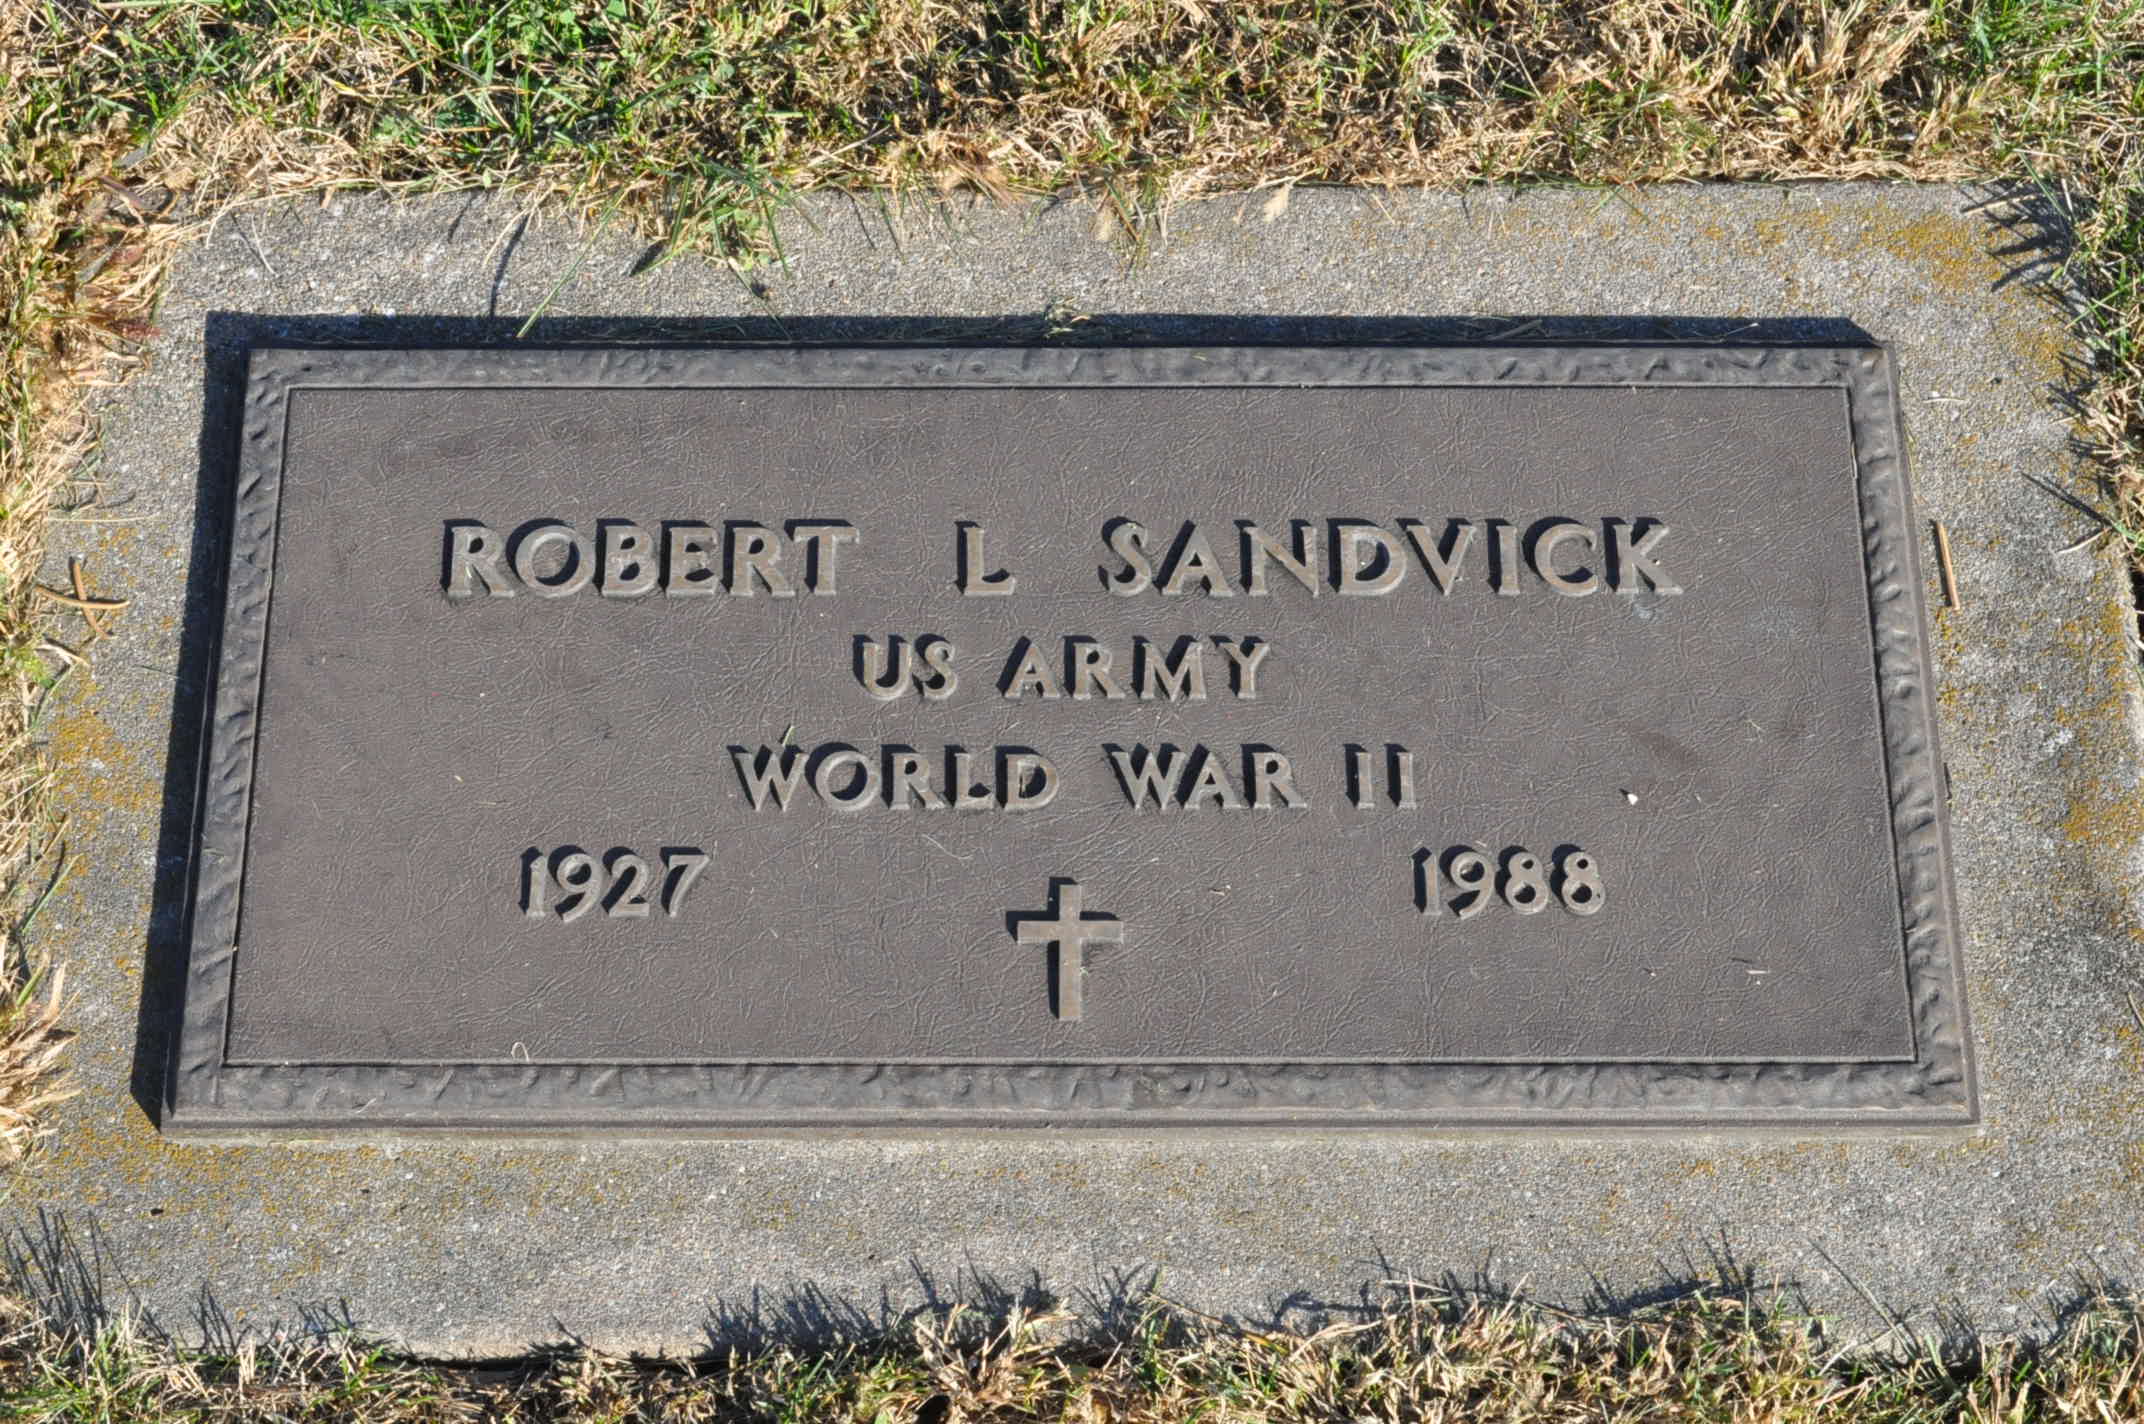 ROBERT L SANDVICK
US ARMY
WORLD WAR II
1927 1988